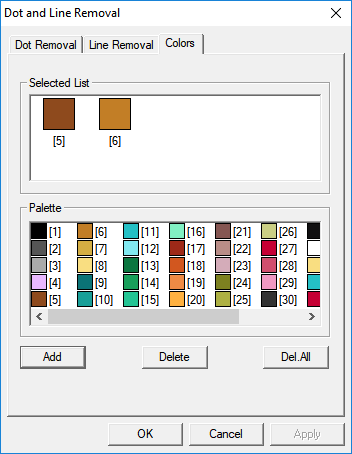 Dot and Line Removal
Dot Removal Line Removal Colors
Selected List
[5] [6]
Palette
[1] [6] [11] [16] [21] [26]
[2] [7] [12] [17] [22] [27]
[3] [8] [13] [18] [23] [28]
[4] [9] [14] [19] [24] [29]
[5] [10] [15] [20] [25] [30]
Add Delete Del.All
OK Cancel Apply